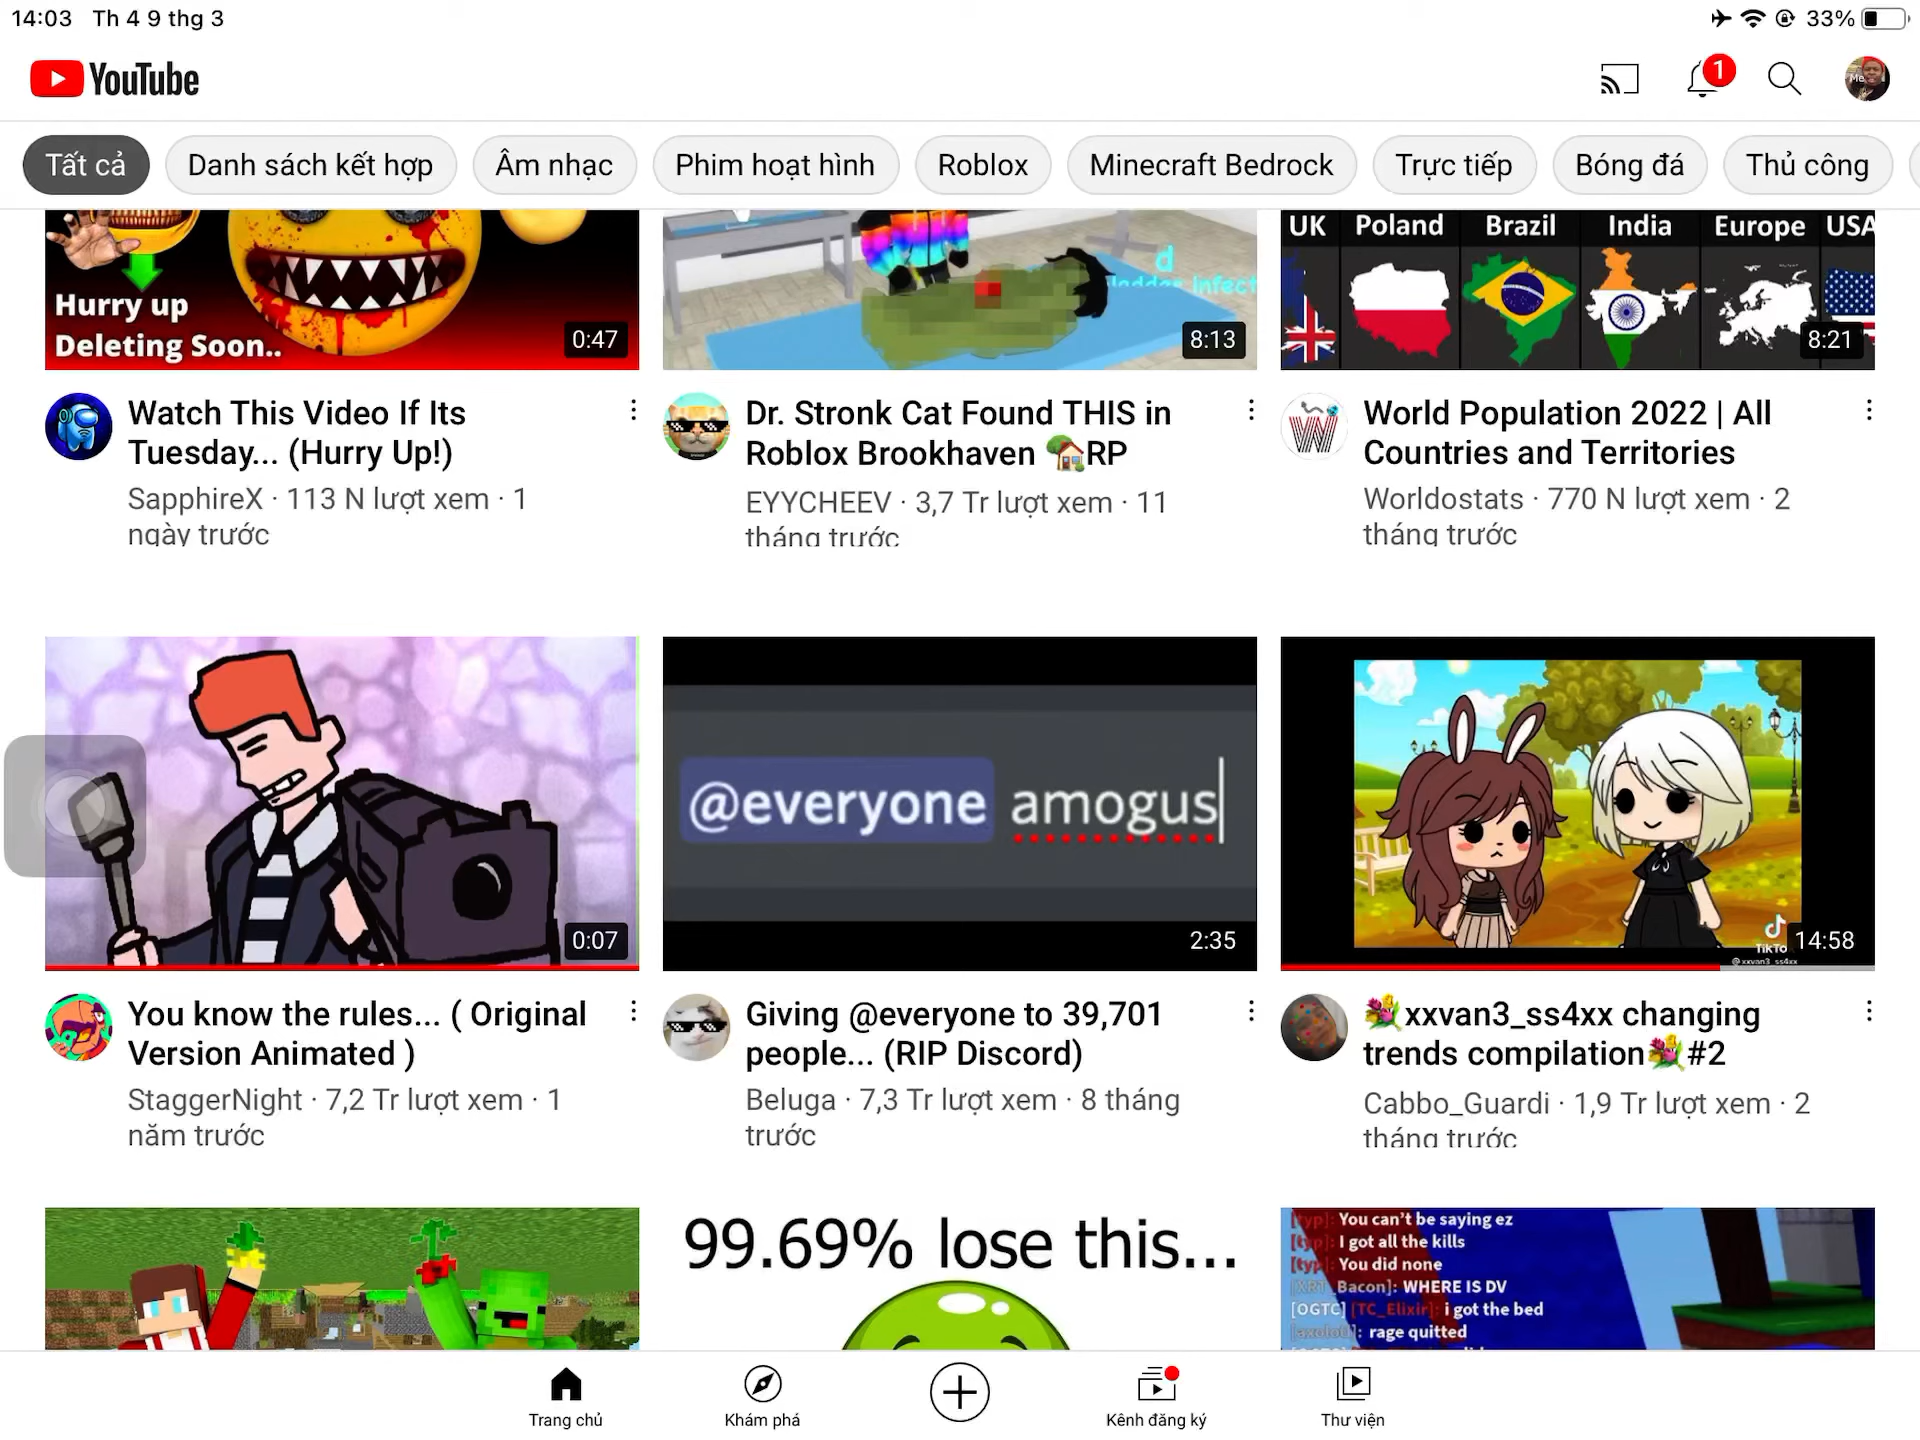 14:03 Th 4 9 thg 3
33%
YouTube
1
Me
Tất cả
Danh sách kết hợp
Âm nhạc
Phim hoạt hình
Roblox
Minecraft Bedrock
Trực tiếp
Bóng đá
Thủ công
Hurry up
Deleting Soon..
0:47
d
8:13
UK Poland Brazil India Europe USA
8:21
Watch This Video If Its
Tuesday... (Hurry Up!)
SapphireX · 113 N lượt xem · 1
ngày trước
Dr. Stronk Cat Found THIS in
Roblox Brookhaven 🏡RP
EYYCHEEV · 3,7 Tr lượt xem · 11
tháng trước
World Population 2022 | All
Countries and Territories
Worldostats · 770 N lượt xem · 2
tháng trước
0:07
@everyone amogus
2:35
TikTo
@xxvan3_ss4xx
14:58
You know the rules... ( Original
Version Animated )
StaggerNight · 7,2 Tr lượt xem · 1
năm trước
Giving @everyone to 39,701
people... (RIP Discord)
Beluga · 7,3 Tr lượt xem · 8 tháng
trước
💐xxvan3_ss4xx changing
trends compilation💐#2
Cabbo_Guardi · 1,9 Tr lượt xem · 2
tháng trước
99.69% lose this...
[typ]: You can't be saying ez
[typ]: I got all the kills
[typ]: You did none
[XRT_Bacon]: WHERE IS DV
[OGTC] [TC_Elixir]: i got the bed
rage quitted
Trang chủ
Khám phá
Kênh đăng ký
Thư viện